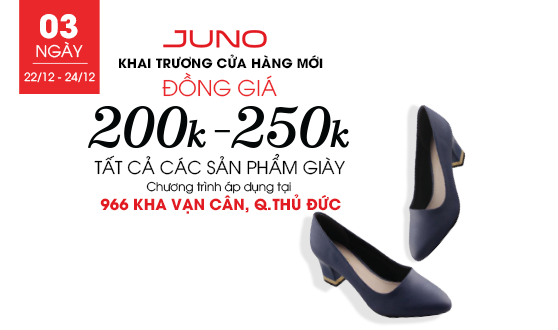 03
NGÀY
22/12 - 24/12
JUNO
KHAI TRƯƠNG CỬA HÀNG MỚI
ĐỒNG GIÁ
200k - 250k
TẤT CẢ CÁC SẢN PHẨM GIÀY
Chương trình áp dụng tại
966 KHA VẠN CÂN, Q.THỦ ĐỨC